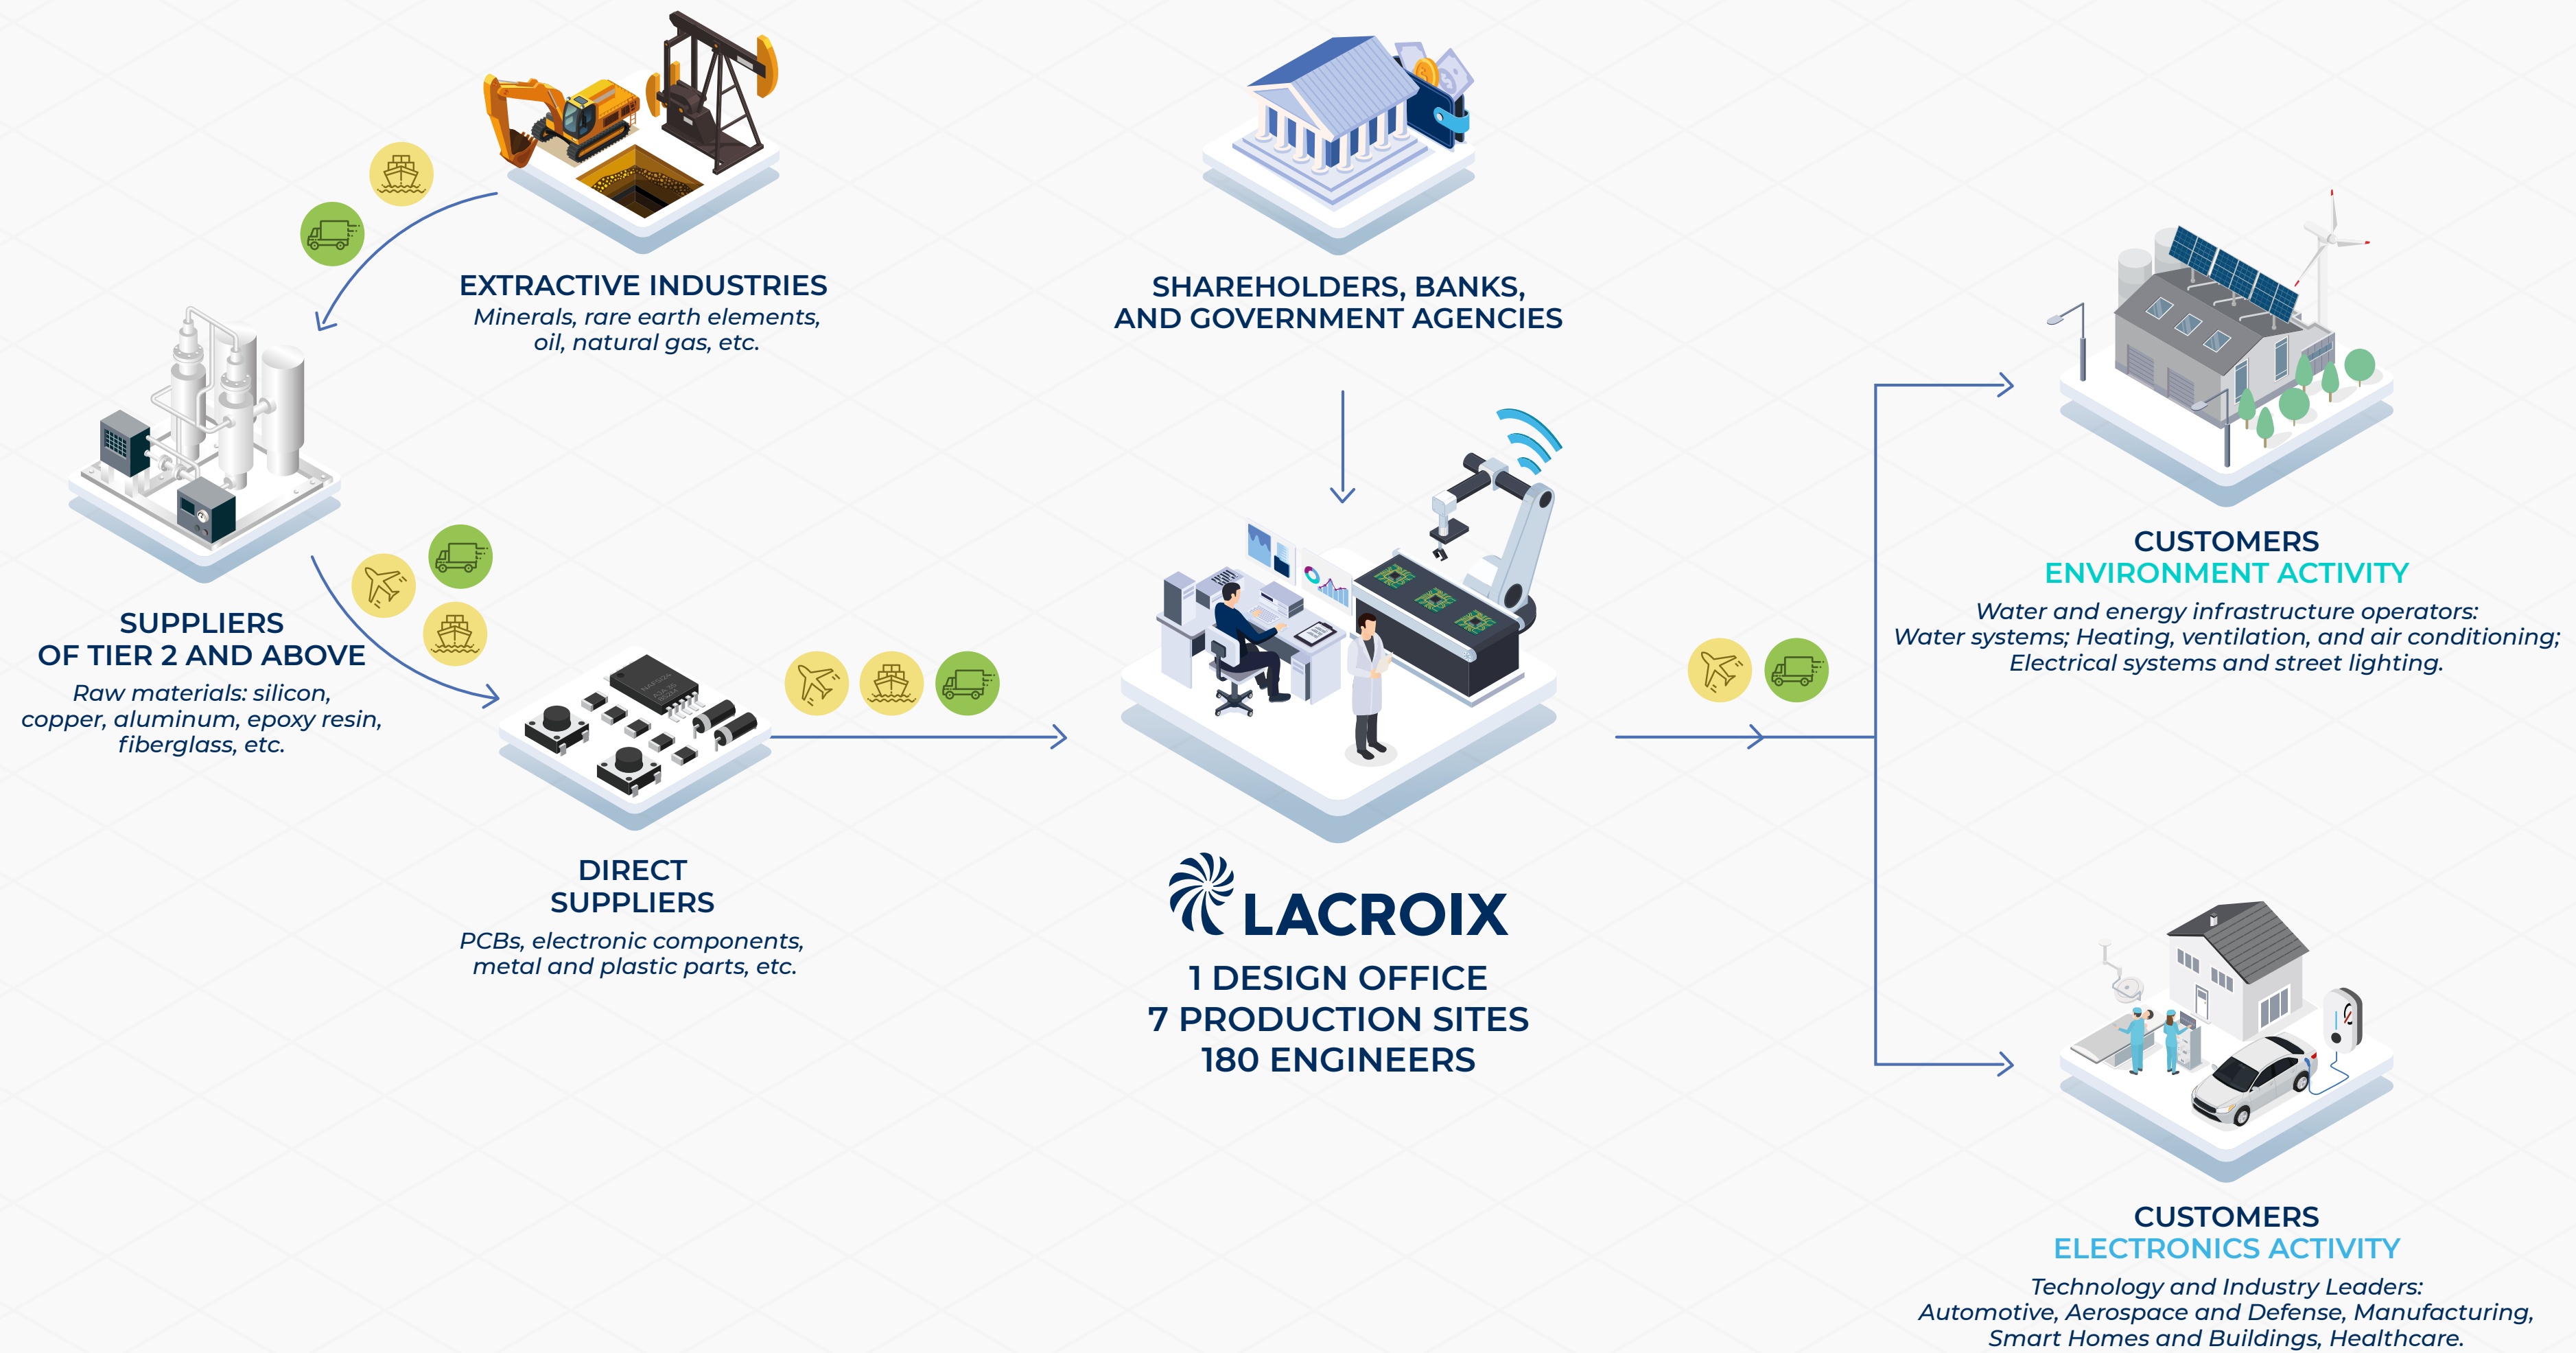 EXTRACTIVE INDUSTRIES
Minerals, rare earth elements,
oil, natural gas, etc.
SHAREHOLDERS, BANKS,
AND GOVERNMENT AGENCIES
SUPPLIERS
OF TIER 2 AND ABOVE
Raw materials: silicon,
copper, aluminum, epoxy resin,
fiberglass, etc.
DIRECT
SUPPLIERS
PCBs, electronic components,
metal and plastic parts, etc.
LACROIX
1 DESIGN OFFICE
7 PRODUCTION SITES
180 ENGINEERS
CUSTOMERS
ENVIRONMENT ACTIVITY
Water and energy infrastructure operators:
Water systems; Heating, ventilation, and air conditioning;
Electrical systems and street lighting.
CUSTOMERS
ELECTRONICS ACTIVITY
Technology and Industry Leaders:
Automotive, Aerospace and Defense, Manufacturing,
Smart Homes and Buildings, Healthcare.